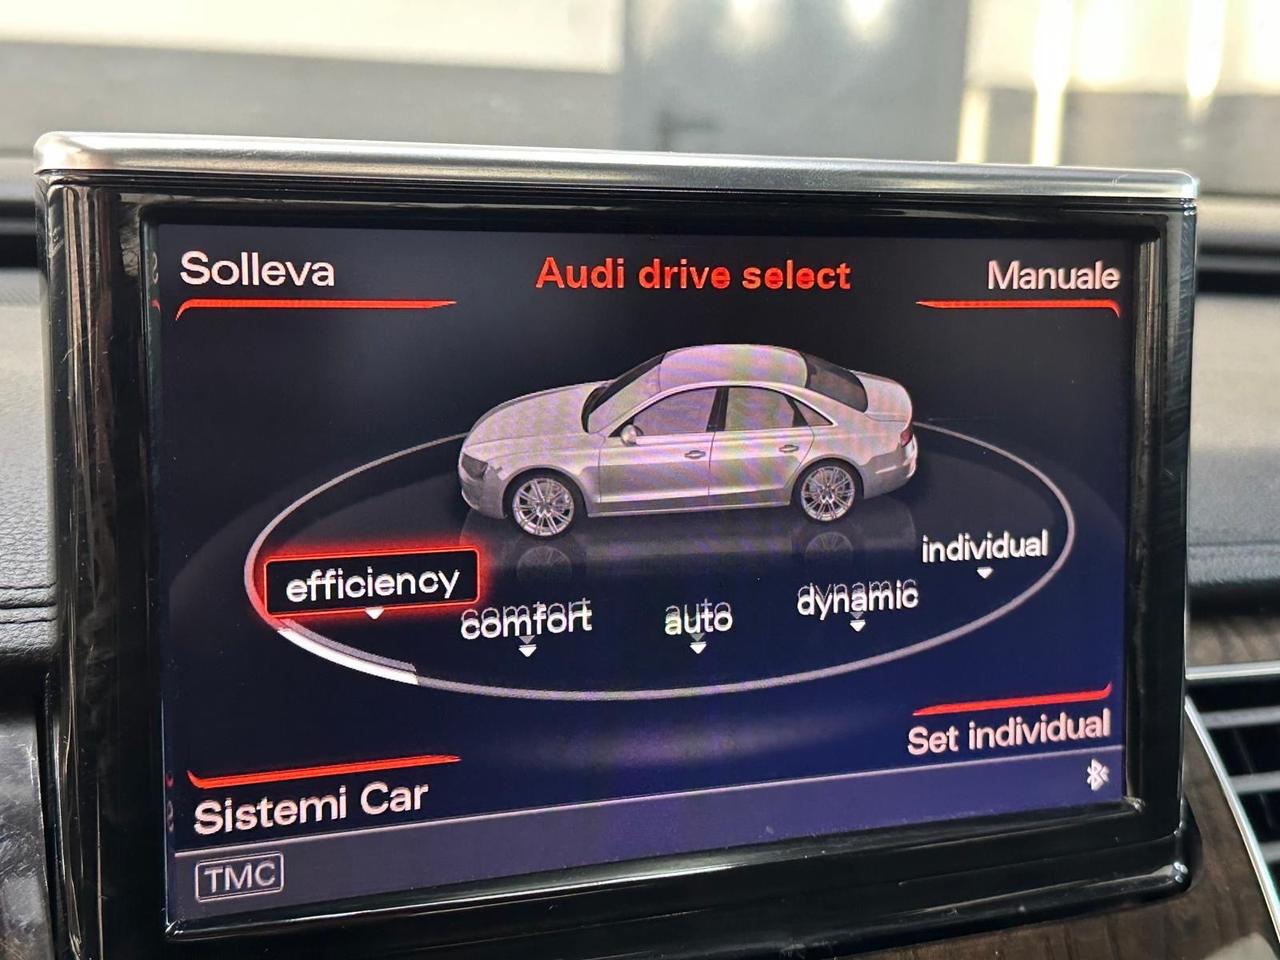 Solleva
Audi drive select
Manuale
individual
efficiency
comfort
auto
dynamic
Set individual
Sistemi Car
TMC